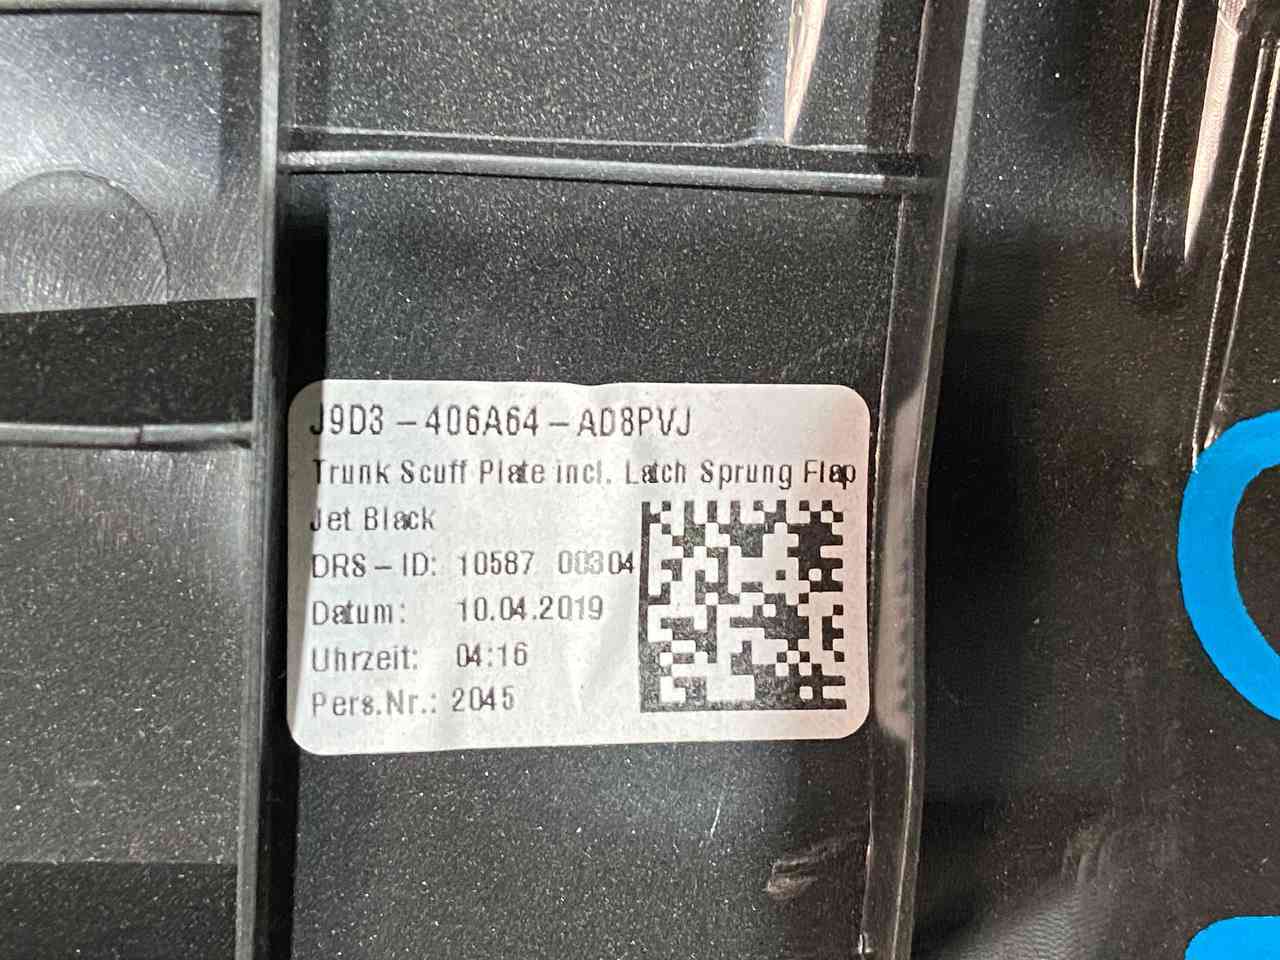 J9D3-406A64-AD8PVJ
Trunk Scuff Plate incl. Latch Sprung Flap
Jet Black
DRS-ID: 10587 00304
Datum: 10.04.2019
Uhrzeit: 04:16
Pers.Nr.: 2045